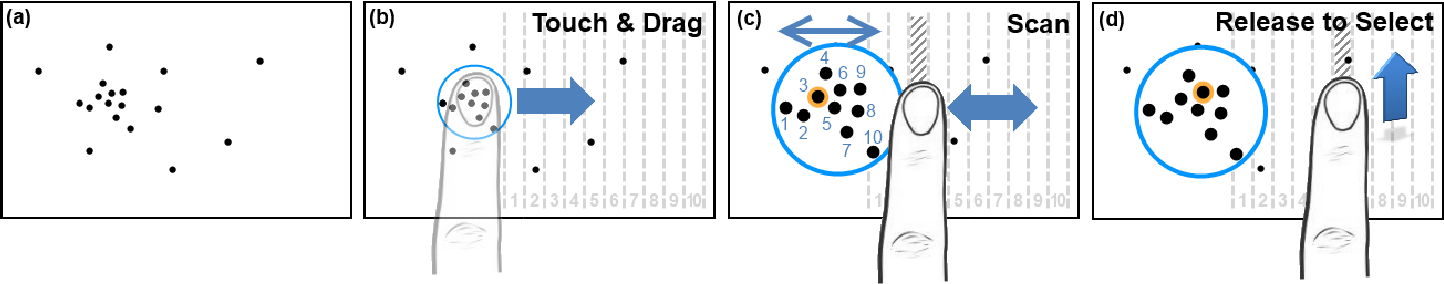 (a)
(b)
Touch & Drag
1 2 3 4 5 6 7 8 9 10
(c)
Scan
4
6 9
3
1 2 5 8
7 10
1 5 6 7 8 9 10
(d)
Release to Select
1 2 3 4 8 9 10